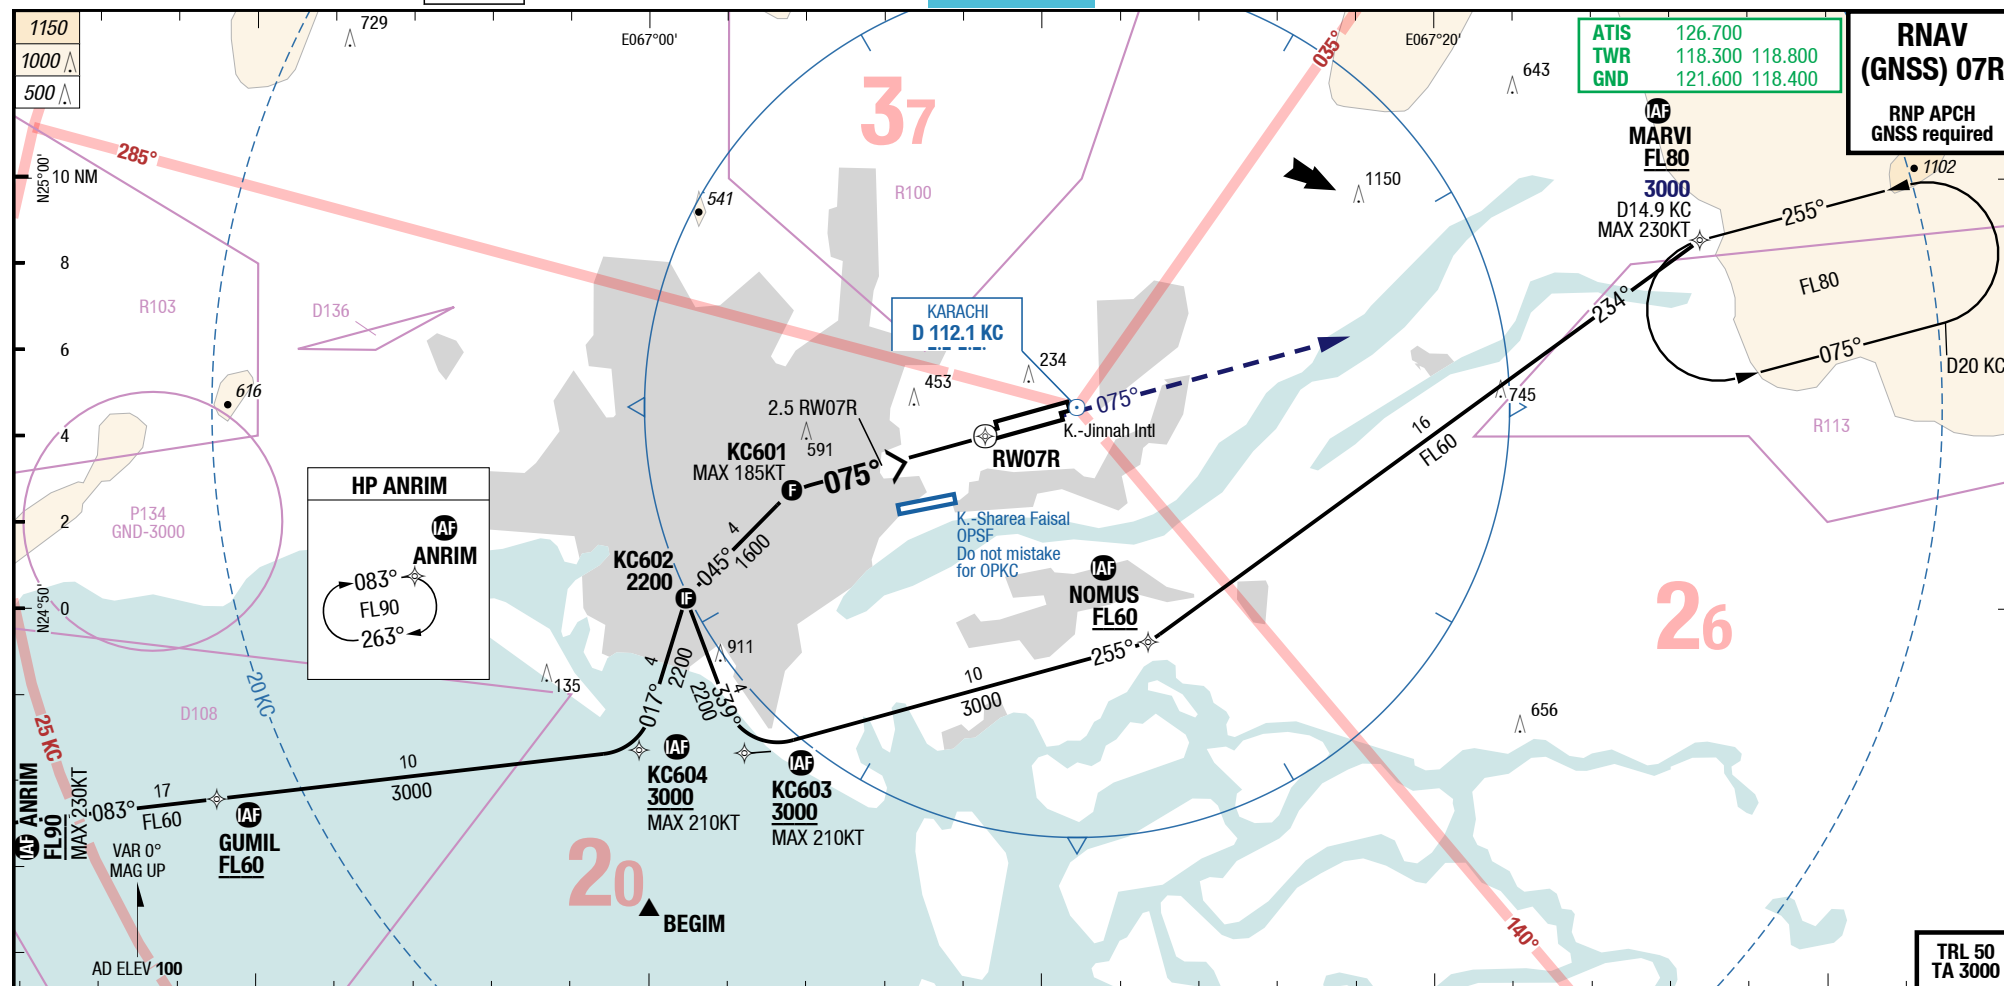 1150
1000
500
729
E067°00'
E067°20'
035°
ATIS 126.700
TWR 118.300 118.800
GND 121.600 118.400
RNAV
(GNSS) 07R
RNP APCH
GNSS required
643
37
IAF
MARVI
FL80
3000
D14.9 KC
MAX 230KT
1102
285°
N25°00'
10 NM
541
R100
1150
255°
8
R103
D136
FL80
234°
KARACHI
D 112.1 KC
6
075°
D20 KC
234
453
616
075°
745
2.5 RW07R
K.-Jinnah Intl
R113
4
16
FL60
KC601
MAX 185KT
591
F
075°
RW07R
HP ANRIM
IAF
ANRIM
083°
FL90
263°
P134
GND-3000
2
K.-Sharea Faisal
OPSF
Do not mistake
for OPKC
4
1600
045°
KC602
2200
IF
IAF
NOMUS
FL60
26
N24°50'
0
911
255°
4
2200
017°
4
2200
339°
135
10
3000
20 KC
D108
656
25 KC
IAF
KC604
3000
MAX 210KT
IAF
KC603
3000
MAX 210KT
10
3000
17
FL60
083°
IAF ANRIM
FL90
MAX 230KT
IAF
GUMIL
FL60
VAR 0°
MAG UP
20
BEGIM
140°
AD ELEV 100
TRL 50
TA 3000